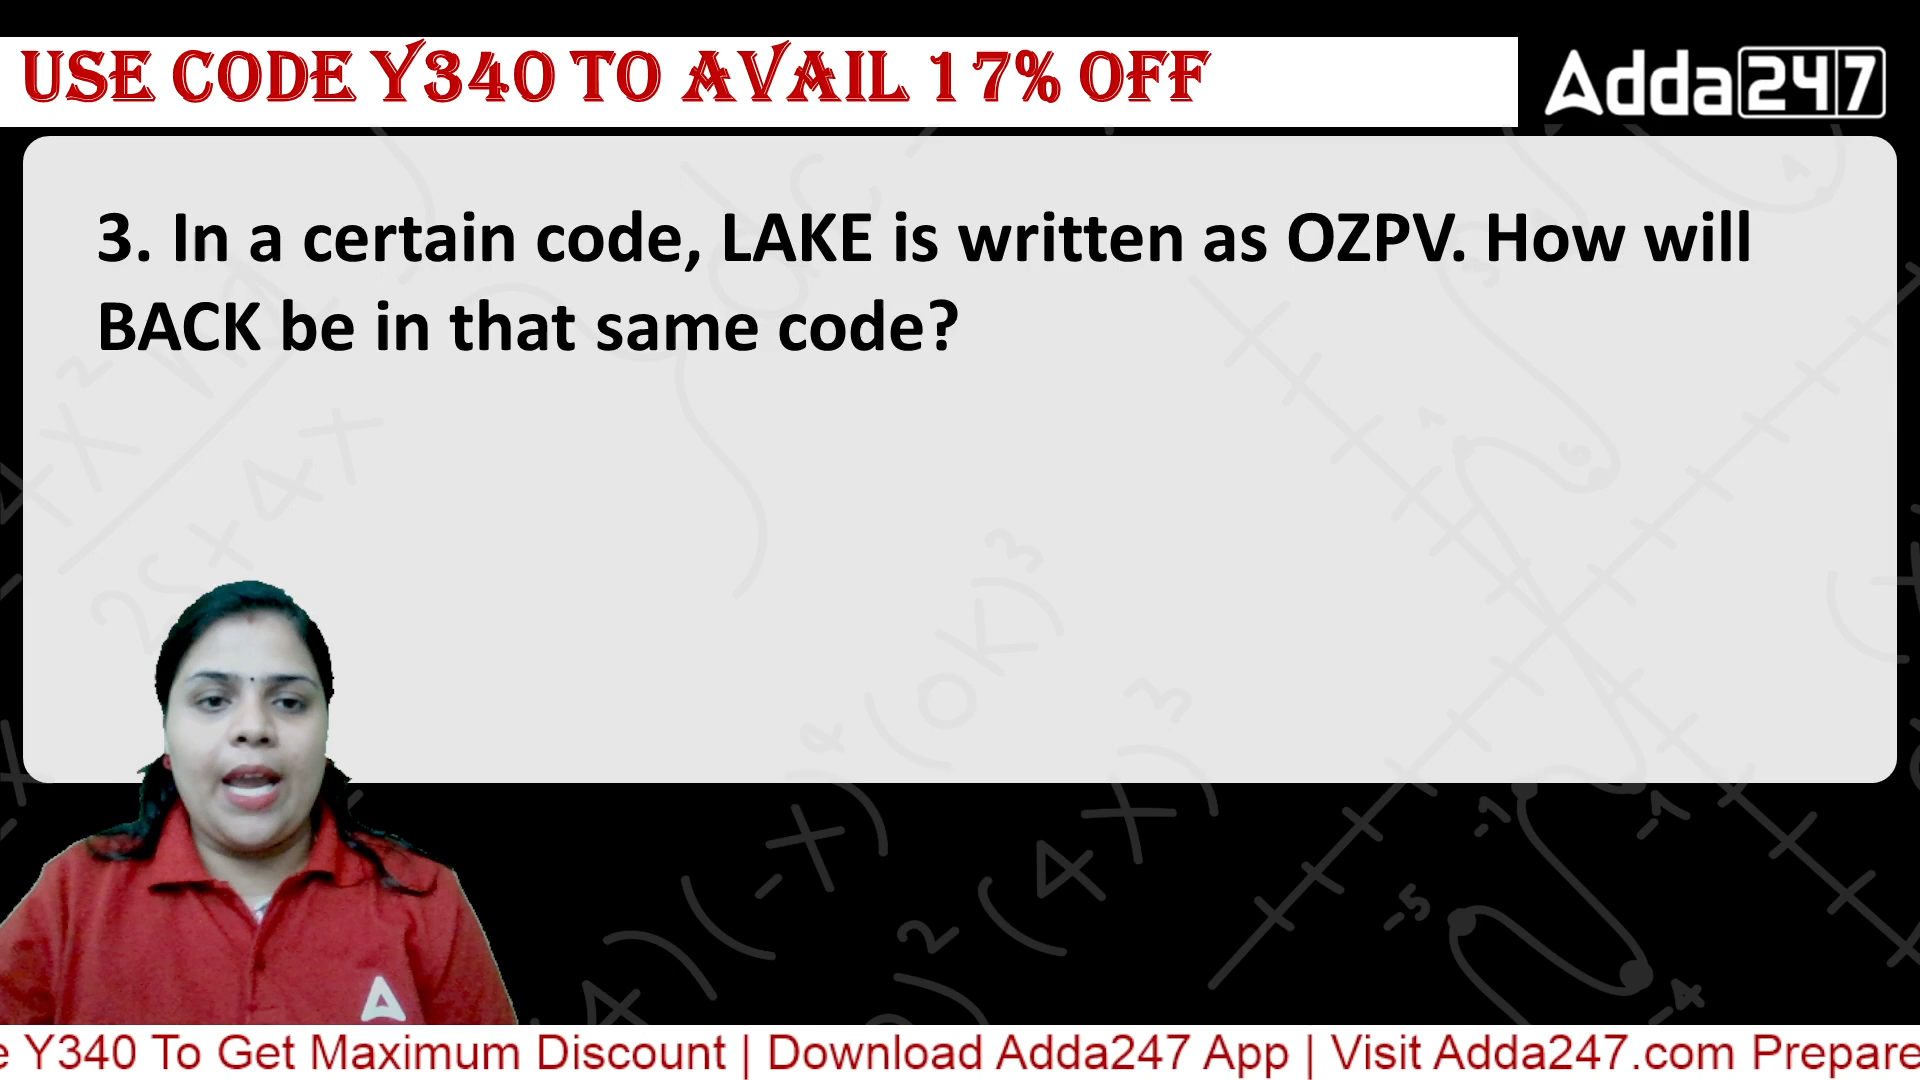 USE CODE Y340 TO AVAIL 17% OFF
Adda247
3. In a certain code, LAKE is written as OZPV. How will
BACK be in that same code?
e Y340 To Get Maximum Discount | Download Adda247 App | Visit Adda247.com Prepare